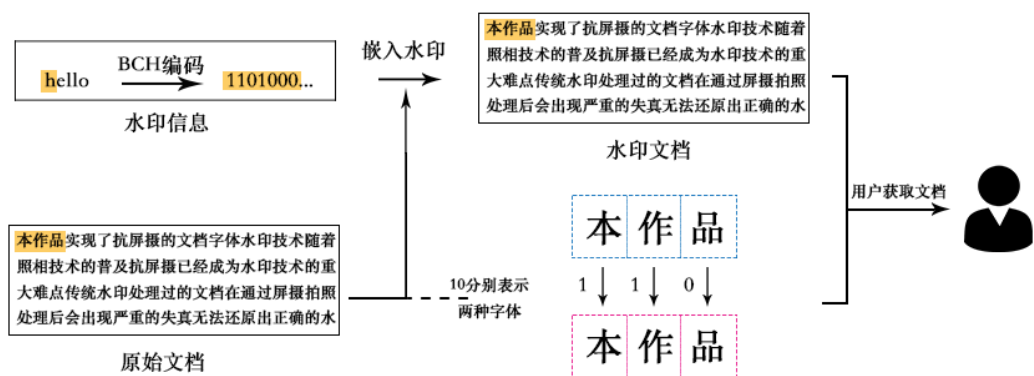 hello
BCH编码
1101000...
水印信息
嵌入水印
本作品实现了抗屏摄的文档字体水印技术随着
照相技术的普及抗屏摄已经成为水印技术的重
大难点传统水印处理过的文档在通过屏摄拍照
处理后会出现严重的失真无法还原出正确的水
水印文档
本作品实现了抗屏摄的文档字体水印技术随着
照相技术的普及抗屏摄已经成为水印技术的重
大难点传统水印处理过的文档在通过屏摄拍照
处理后会出现严重的失真无法还原出正确的水
原始文档
10分别表示
两种字体
本 作 品
1 1 0
本 作 品
用户获取文档